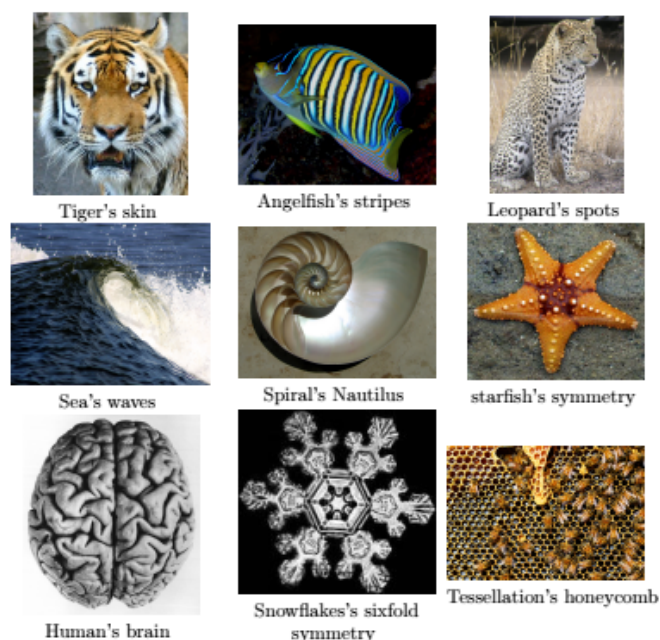 Tiger's skin
Angelfish's stripes
Leopard's spots
Sea's waves
Spiral's Nautilus
starfish's symmetry
Human's brain
Snowflakes's sixfold
symmetry
Tessellation's honeycomb